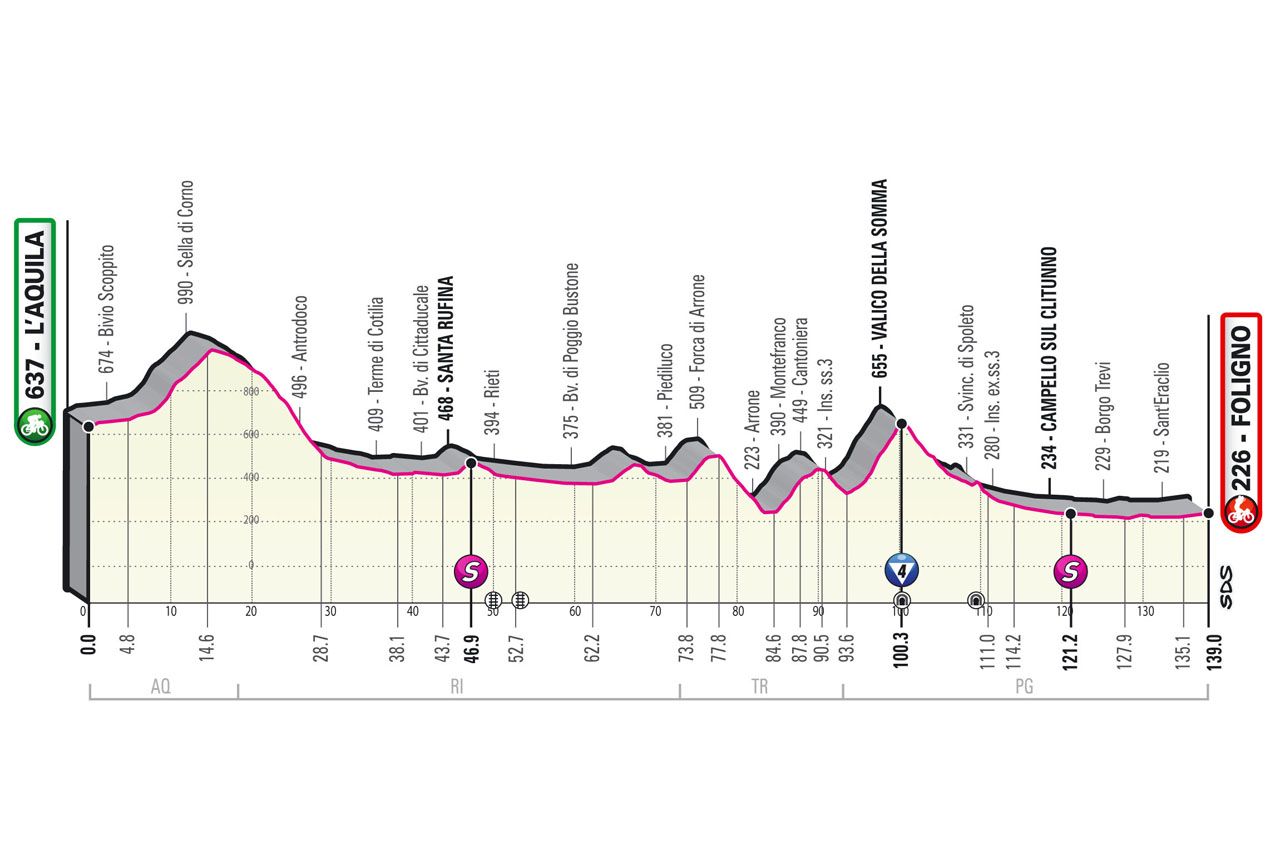 637 - L'AQUILA
674 - Bivio Scoppito
990 - Sella di Corno
496 - Antrodoco
409 - Terme di Cotilia
401 - Bv. di Cittaducale
468 - SANTA RUFINA
394 - Rieti
375 - Bv. di Poggio Bustone
381 - Piediluco
509 - Forca di Arrone
223 - Arrone
390 - Montefranco
449 - Cantoniera
321 - Ins. ss.3
655 - VALICO DELLA SOMMA
331 - Svinc. di Spoleto
280 - Ins. ex.ss.3
234 - CAMPELLO SUL CLITUNNO
229 - Borgo Trevi
219 - Sant'Eraclio
226 - FOLIGNO
800
600
400
200
0
S
4
S
SDS
0 10 20 30 40 50 60 70 80 90 100 110 120 130
0.0 4.8 14.6 28.7 38.1 43.7 46.9 52.7 62.2 73.8 77.8 84.6 87.8 90.5 93.6 100.3 111.0 114.2 121.2 127.9 135.1 139.0
AQ RI TR PG